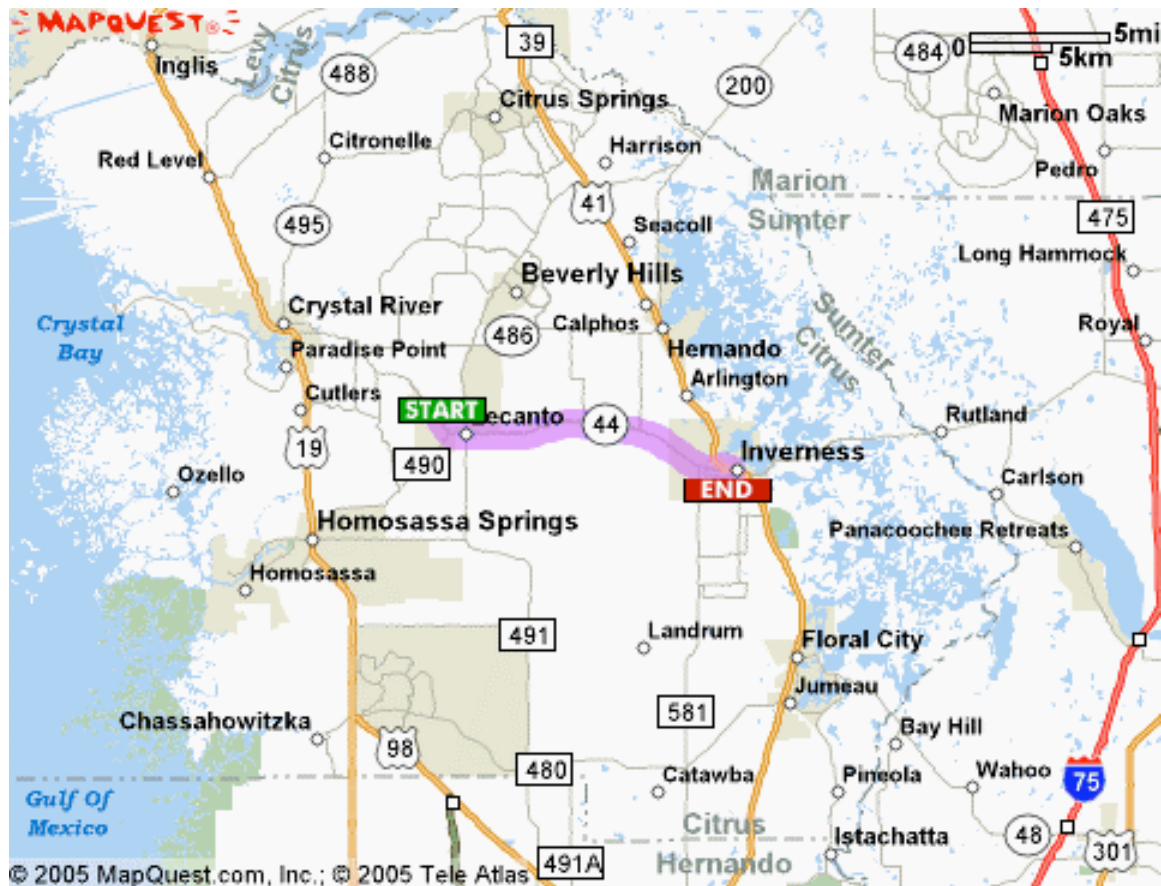 MAPQUEST®
Inglis
Levy
Citrus
488
39
Citrus Springs
200
484
0
5mi
5km
Marion Oaks
Citronelle
Harrison
Red Level
Pedro
Marion
Sumter
41
475
495
Seacoll
Long Hammock
Beverly Hills
Crystal River
Sumter
Citrus
Crystal
Bay
486
Calphos
Royal
Paradise Point
Hernando
Arlington
Cutlers
START
Lecanto
44
Rutland
19
490
Inverness
Ozello
END
Carlson
Homosassa Springs
Panacoochee Retreats
Homosassa
491
Landrum
Floral City
Jumeau
581
Chassahowitzka
98
Bay Hill
480
Catawba
Pineola
Wahoo
75
Gulf Of
Mexico
Citrus
Hernando
Istachatta
48
301
491A
© 2005 MapQuest.com, Inc.; © 2005 Tele Atlas